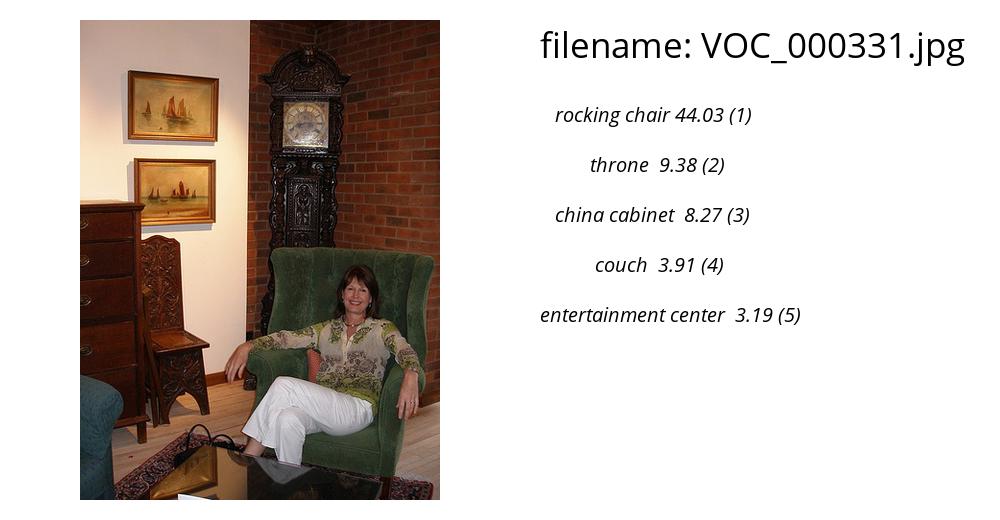 filename: VOC_000331.jpg
rocking chair 44.03 (1)
throne 9.38 (2)
china cabinet 8.27 (3)
couch 3.91 (4)
entertainment center 3.19 (5)